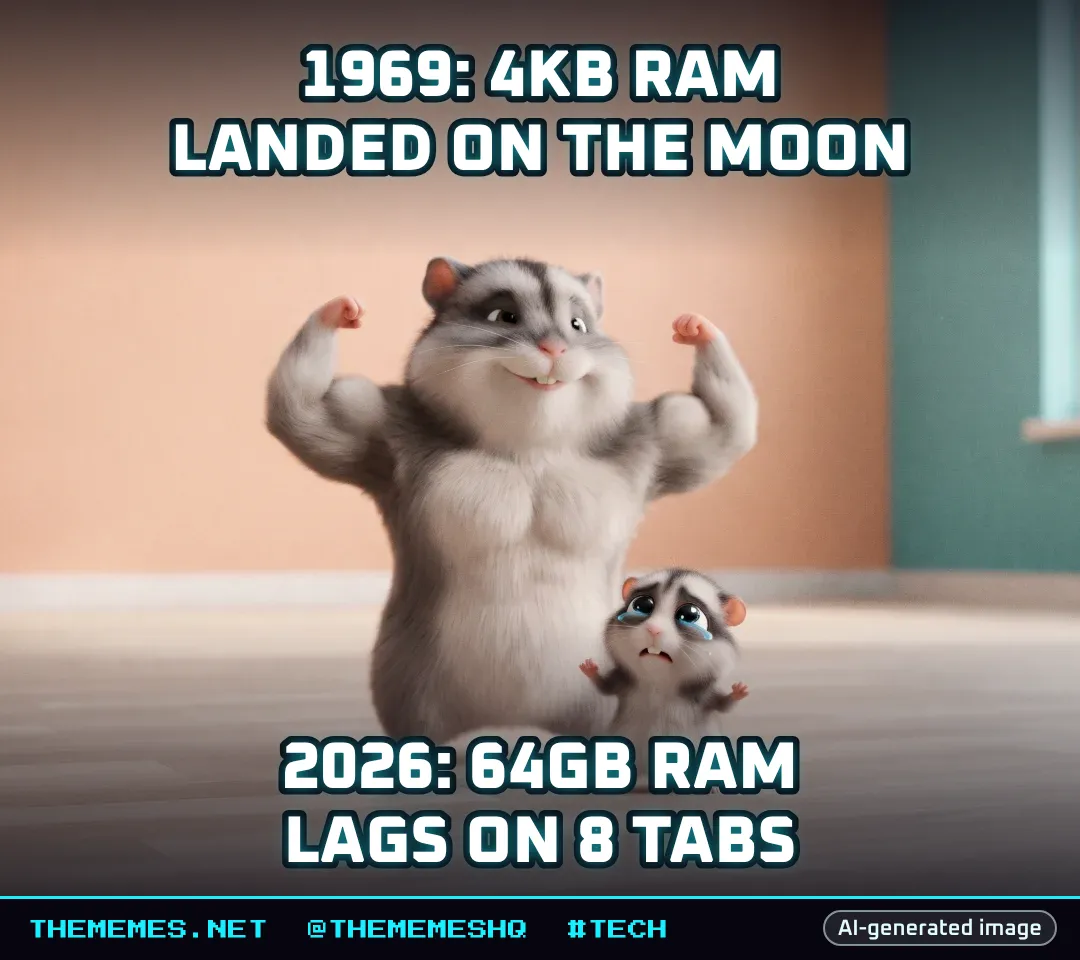 1969: 4KB RAM
LANDED ON THE MOON
2026: 64GB RAM
LAGS ON 8 TABS
THEMEMES.NET @THEMEMESHQ #TECH AI-generated image